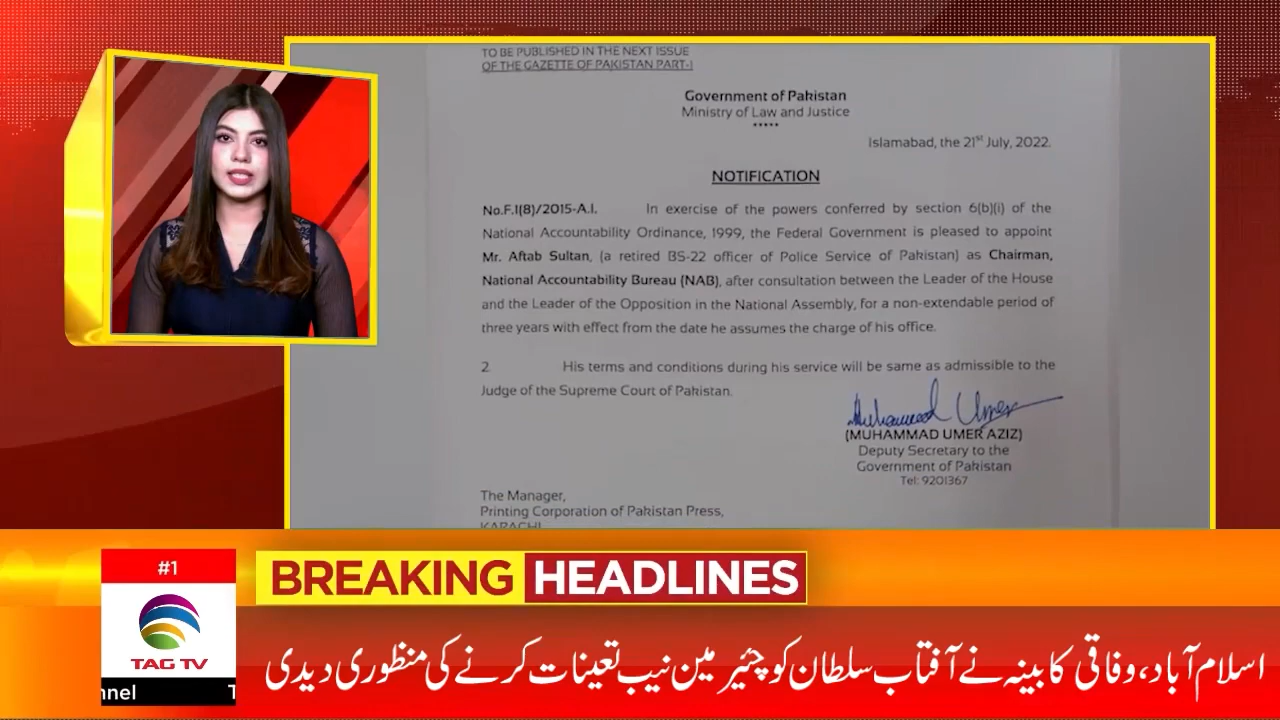 TO BE PUBLISHED IN THE NEXT ISSUE
OF THE GAZETTE OF PAKISTAN PART-I
Government of Pakistan
Ministry of Law and Justice
*****
Islamabad, the 21st July, 2022.
NOTIFICATION
No.F.1(8)/2015-A.I. In exercise of the powers conferred by section 6(b)(i) of the
National Accountability Ordinance, 1999, the Federal Government is pleased to appoint
Mr. Aftab Sultan, (a retired BS-22 officer of Police Service of Pakistan) as Chairman,
National Accountability Bureau (NAB), after consultation between the Leader of the House
and the Leader of the Opposition in the National Assembly, for a non-extendable period of
three years with effect from the date he assumes the charge of his office.
2. His terms and conditions during his service will be same as admissible to the
Judge of the Supreme Court of Pakistan.
Muhammad Umer
(MUHAMMAD UMER AZIZ)
Deputy Secretary to the
Government of Pakistan
Tel: 9201367
The Manager,
Printing Corporation of Pakistan Press,
KARACHI
#1
TAG TV
nnel T
BREAKING HEADLINES
اسلام آباد، وفاقی کابینہ نے آفتاب سلطان کو چئیرمین نیب تعینات کرنے کی منظوری دیدی